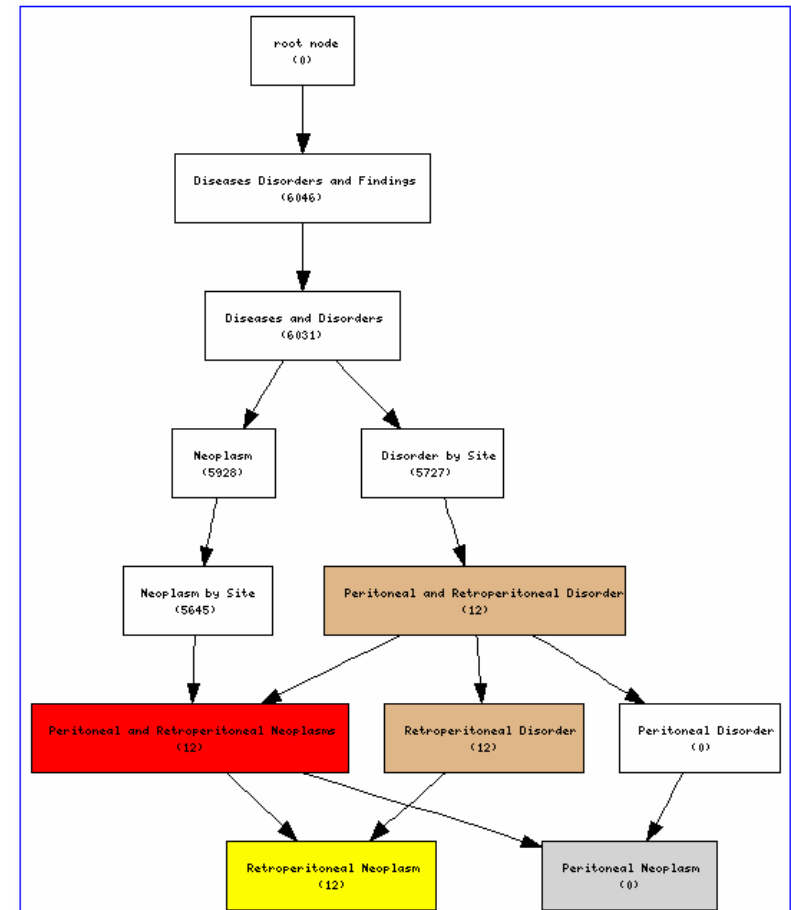 root node
(0)
Diseases Disorders and Findings
(6046)
Diseases and Disorders
(6031)
Neoplasm
(5928)
Disorder by Site
(5727)
Neoplasm by Site
(5645)
Peritoneal and Retroperitoneal Disorder
(12)
Peritoneal and Retroperitoneal Neoplasms
(12)
Retroperitoneal Disorder
(12)
Peritoneal Disorder
(0)
Retroperitoneal Neoplasm
(12)
Peritoneal Neoplasm
(0)